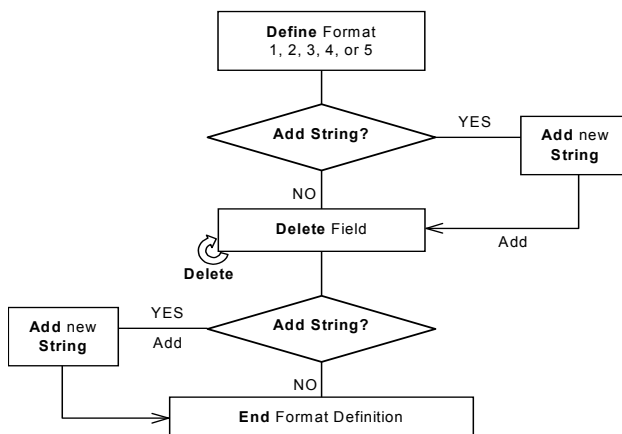 Define Format
1, 2, 3, 4, or 5
Add String?
YES
Add new
String
NO
Delete Field
Add
Delete
YES
Add new
String
Add
Add String?
NO
End Format Definition